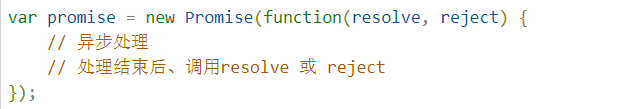 var promise = new Promise(function(resolve, reject) {
    // 异步处理
    // 处理结束后、调用resolve 或 reject
});